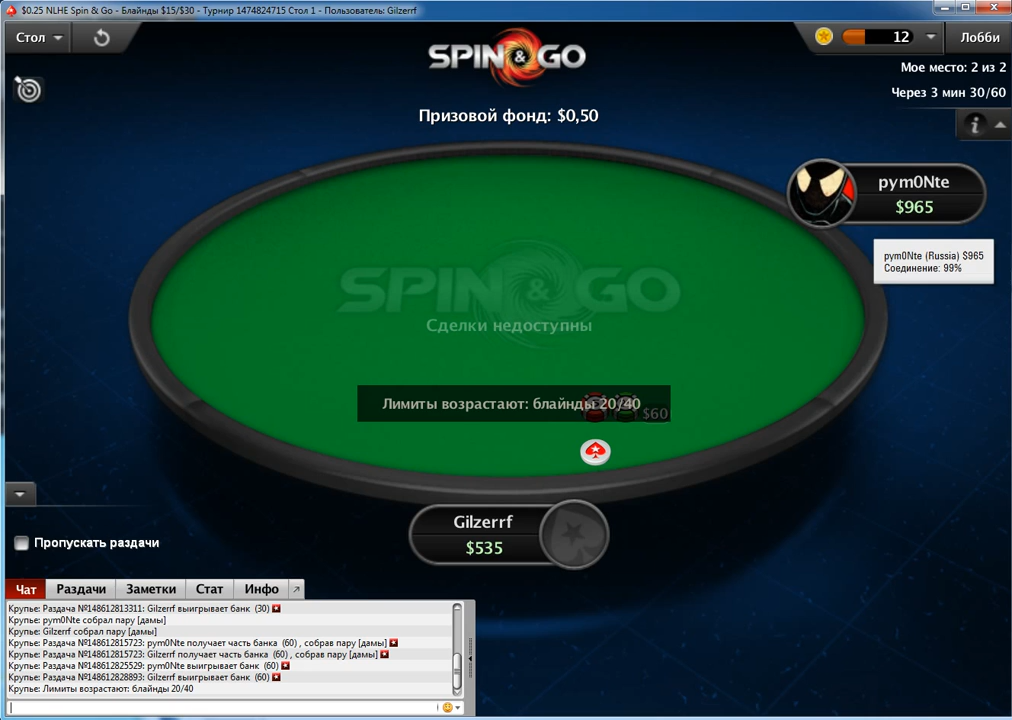 $0.25 NLHE Spin & Go - Блайнды $15/$30 - Турнир 1474824715 Стол 1 - Пользователь: Gilzerrf
Стол
12
Лобби
SPIN&GO
Мое место: 2 из 2
Через 3 мин 30/60
Призовой фонд: $0,50
pym0Nte
$965
pym0Nte (Russia) $965
Соединение: 99%
SPIN&GO
Сделки недоступны
Лимиты возрастают: блайнды 20/40
$60
Gilzerrf
$535
Пропускать раздачи
Чат Раздачи Заметки Стат Инфо
Крупье: Раздача №148612813311: Gilzerrf выигрывает банк (30)
Крупье: pym0Nte собрал пару [дамы]
Крупье: Gilzerrf собрал пару [дамы]
Крупье: Раздача №148612815723: pym0Nte получает часть банка (60) , собрав пару [дамы]
Крупье: Раздача №148612815723: Gilzerrf получает часть банка (60) , собрав пару [дамы]
Крупье: Раздача №148612825529: pym0Nte выигрывает банк (60)
Крупье: Раздача №148612828893: Gilzerrf выигрывает банк (60)
Крупье: Лимиты возрастают: блайнды 20/40